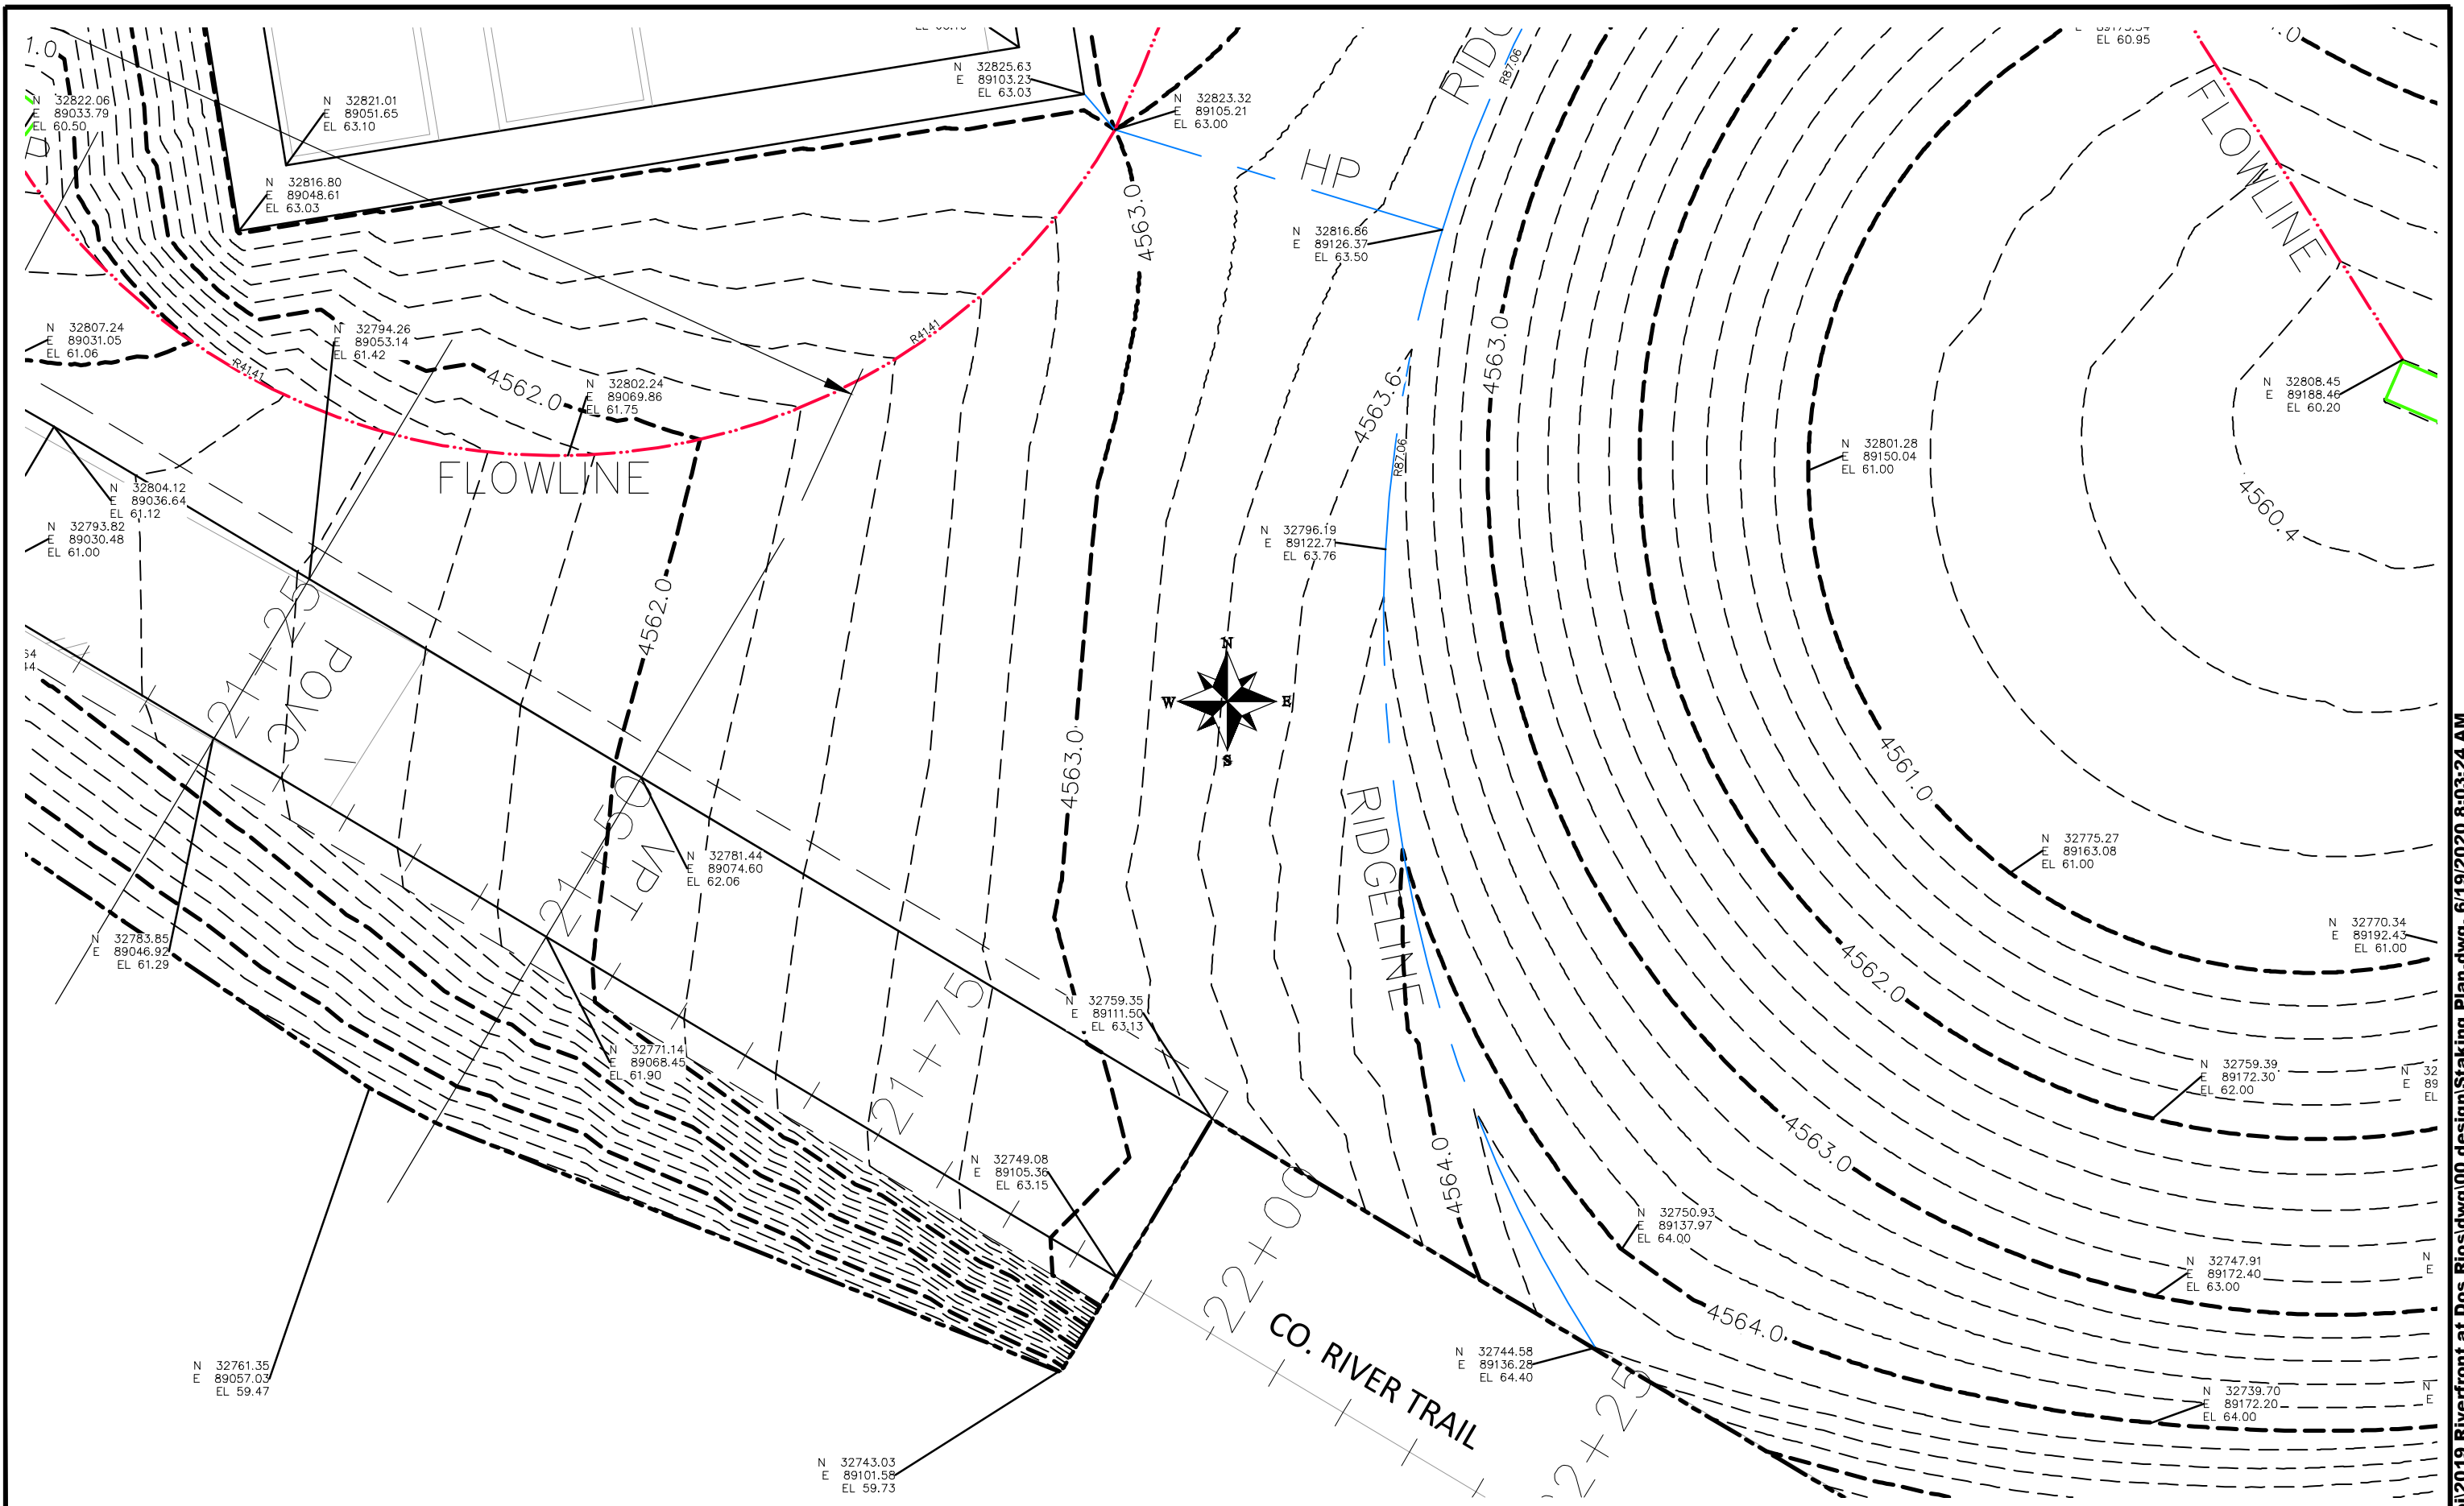 1.0
N 32822.06
E 89033.79
EL 60.50
N 32821.01
E 89051.65
EL 63.10
N 32816.80
E 89048.61
EL 63.03
N 32825.63
E 89103.23
EL 63.03
N 32823.32
E 89105.21
EL 63.00
HP
R87.06
EL 60.95
FLOWLINE
4563.0
N 32816.86
E 89126.37
EL 63.50
N 32807.24
E 89031.05
EL 61.06
N 32794.26
E 89053.14
EL 61.42
R41.41
R41.41
4562.0
N 32802.24
E 89069.86
EL 61.75
FLOWLINE
4563.6
4563.0
R87.06
N 32808.45
E 89188.46
EL 60.20
N 32801.28
E 89150.04
EL 61.00
4560.4
N 32804.12
E 89036.64
EL 61.12
N 32793.82
E 89030.48
EL 61.00
N 32796.19
E 89122.71
EL 63.76
21+25
PVC
4562.0
N
W E
S
4563.0
4561.0
RIDGELINE
21+50
PVI
N 32781.44
E 89074.60
EL 62.06
N 32775.27
E 89163.08
EL 61.00
N 32783.85
E 89046.92
EL 61.29
N 32770.34
E 89192.43
EL 61.00
4562.0
N 32771.14
E 89068.45
EL 61.90
21+75
N 32759.35
E 89111.50
EL 63.13
N 32759.39
E 89172.30
EL 62.00
4563.0
4564.0
N 32749.08
E 89105.36
EL 63.15
22+00
N 32750.93
E 89137.97
EL 64.00
N 32747.91
E 89172.40
EL 63.00
4564.0
N 32761.35
E 89057.03
EL 59.47
CO. RIVER TRAIL
N 32744.58
E 89136.28
EL 64.40
22+25
N 32739.70
E 89172.20
EL 64.00
N 32743.03
E 89101.58
EL 59.73
2019 Riverfront at Dos Rios\dwg\00 design\Staking Plan.dwg- 6/19/2020 8:03:24 AM